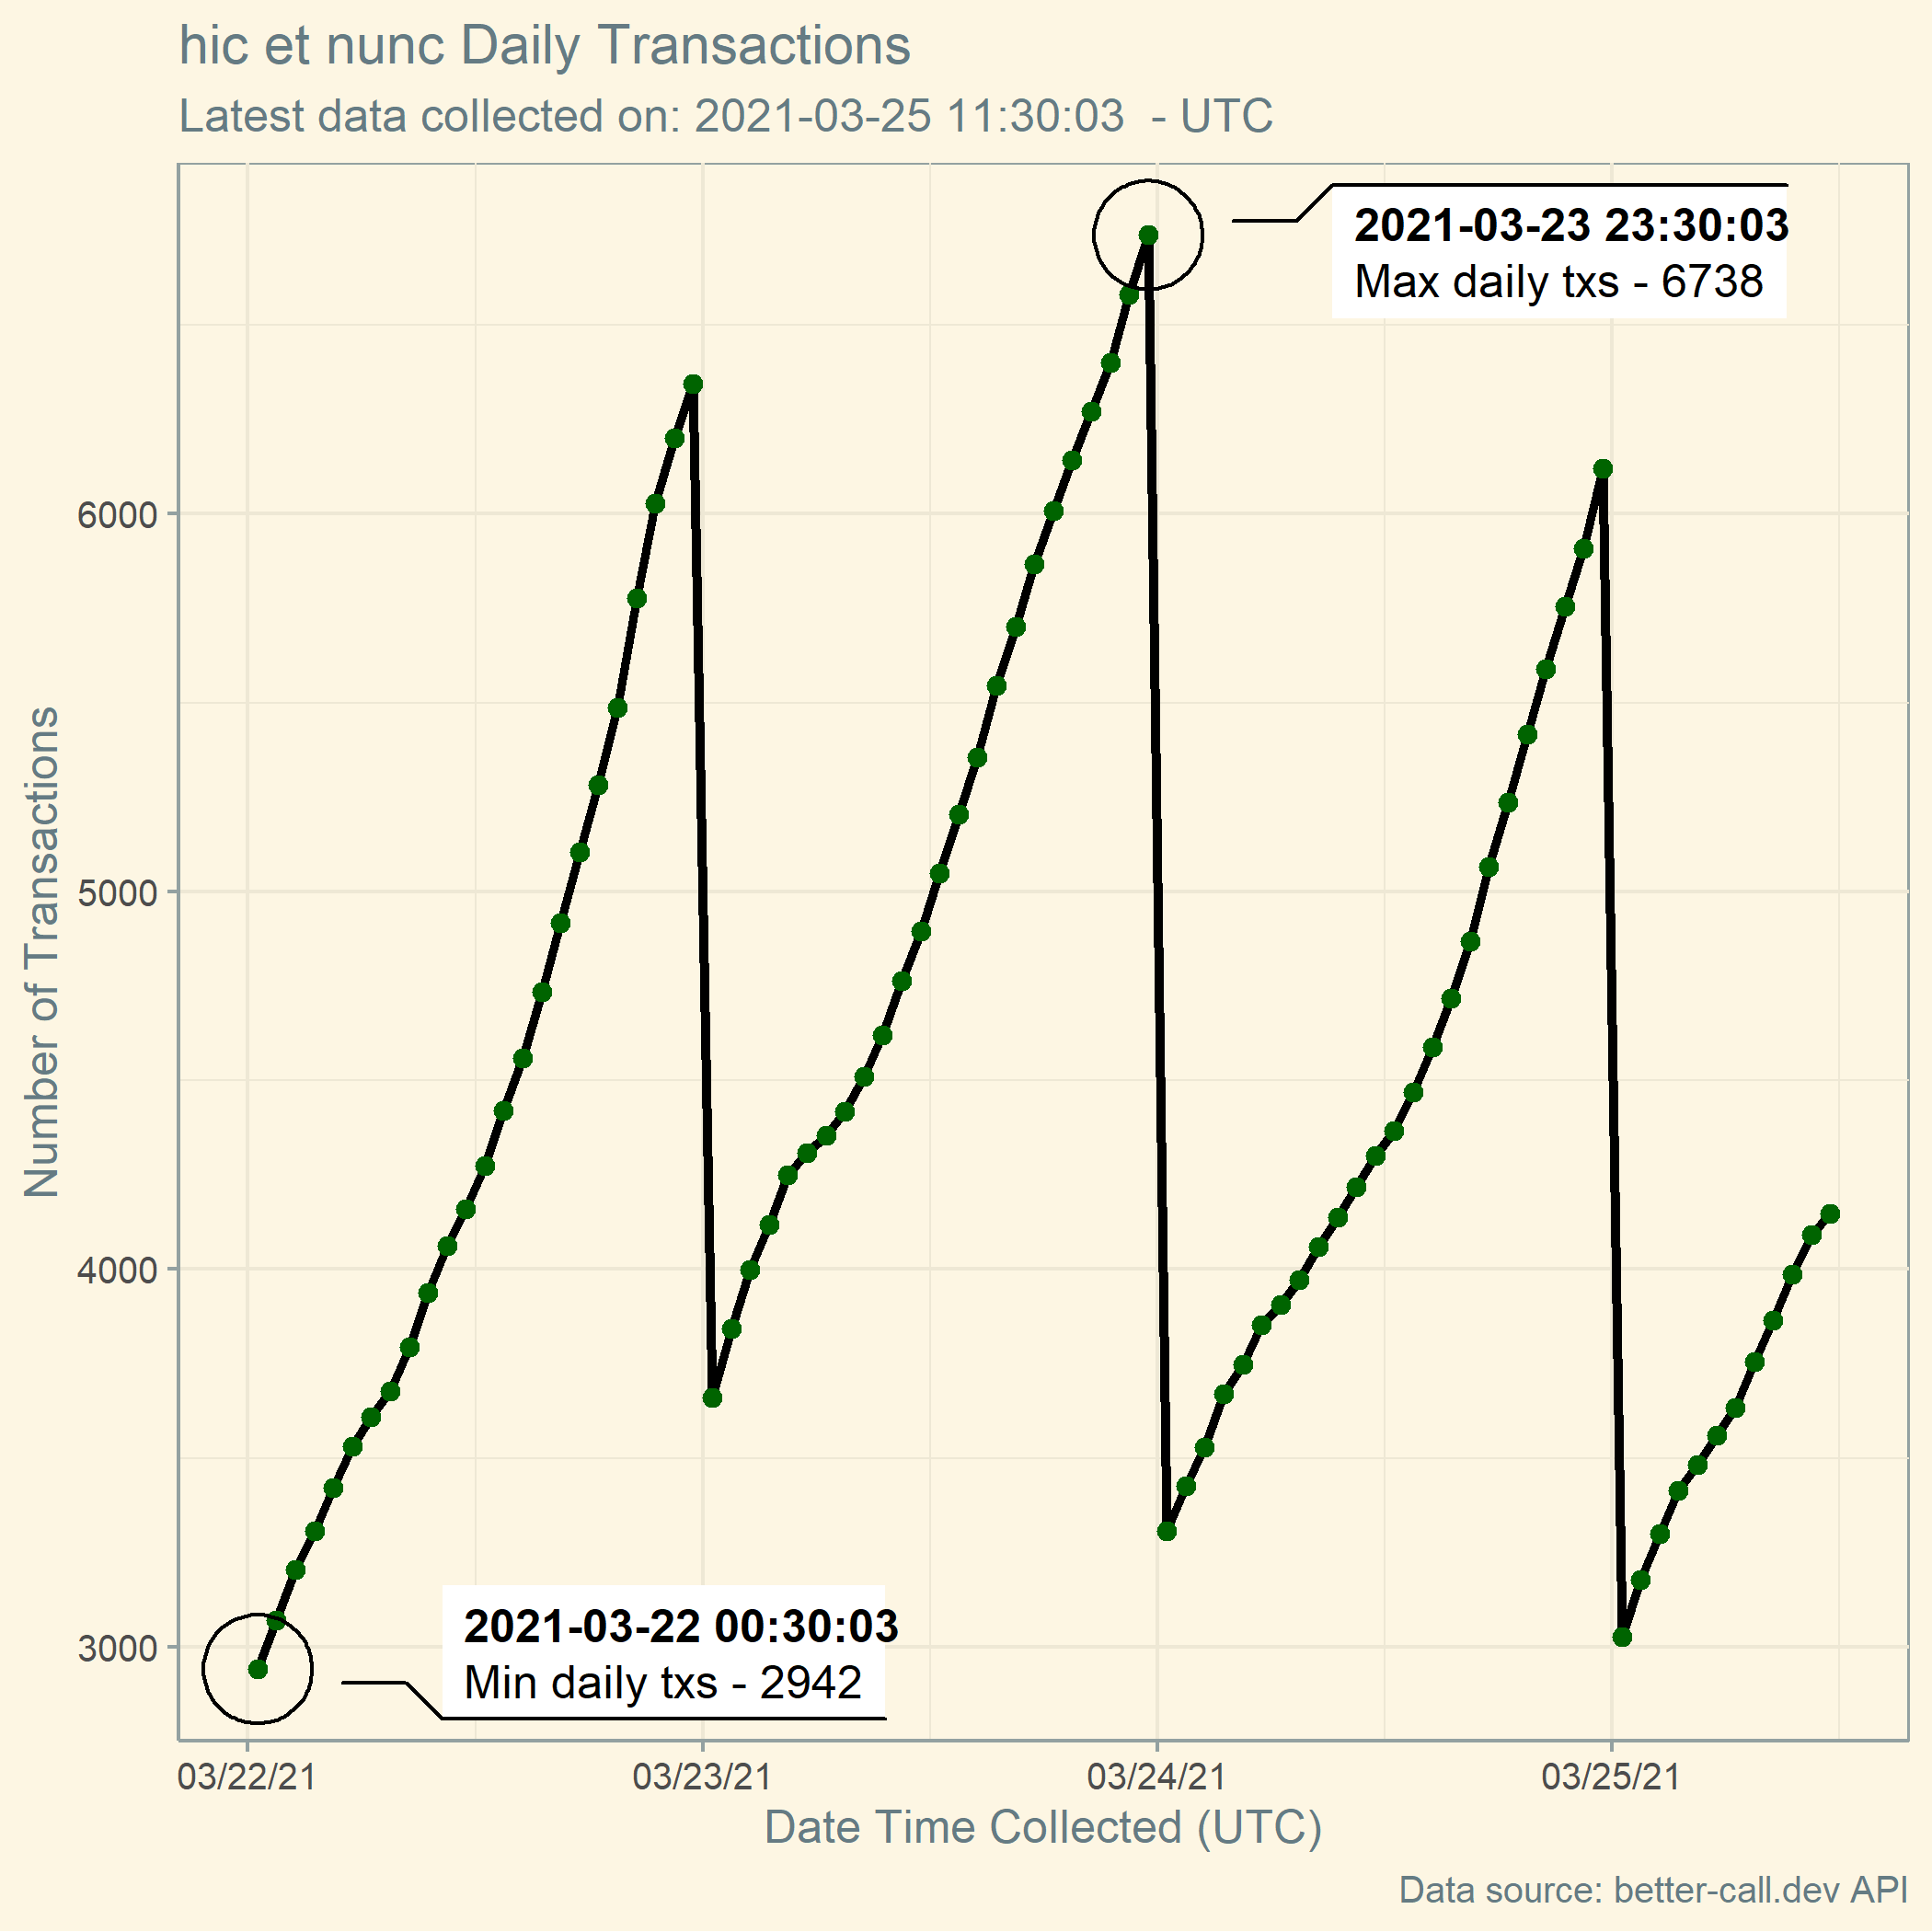 hic et nunc Daily Transactions
Latest data collected on: 2021-03-25 11:30:03  - UTC
2021-03-23 23:30:03
Max daily txs - 6738
6000
5000
4000
3000
Number of Transactions
2021-03-22 00:30:03
Min daily txs - 2942
03/22/21
03/23/21
03/24/21
03/25/21
Date Time Collected (UTC)
Data source: better-call.dev API